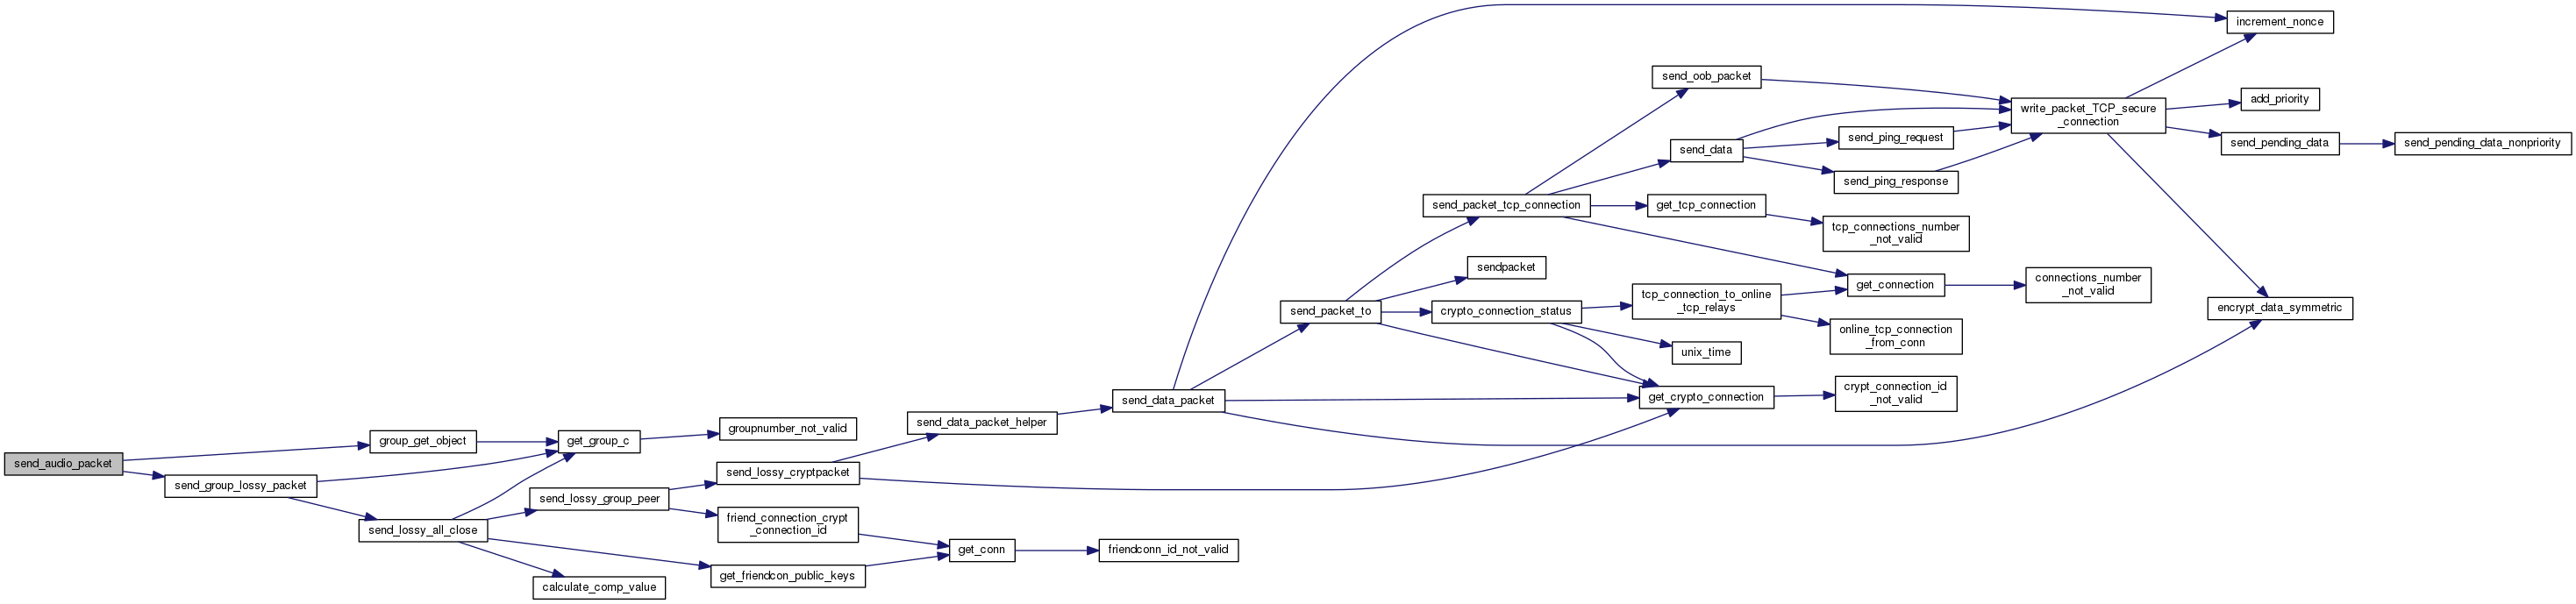 increment_nonce
send_oob_packet
add_priority
write_packet_TCP_secure
_connection
send_ping_request
send_pending_data
send_pending_data_nonpriority
send_data
send_ping_response
send_packet_tcp_connection
get_tcp_connection
tcp_connections_number
_not_valid
sendpacket
get_connection
connections_number
_not_valid
tcp_connection_to_online
_tcp_relays
send_packet_to
crypto_connection_status
encrypt_data_symmetric
online_tcp_connection
_from_conn
unix_time
send_data_packet
get_crypto_connection
crypt_connection_id
_not_valid
send_data_packet_helper
groupnumber_not_valid
group_get_object
get_group_c
send_audio_packet
send_lossy_cryptpacket
send_group_lossy_packet
send_lossy_group_peer
friend_connection_crypt
_connection_id
send_lossy_all_close
get_conn
friendconn_id_not_valid
get_friendcon_public_keys
calculate_comp_value